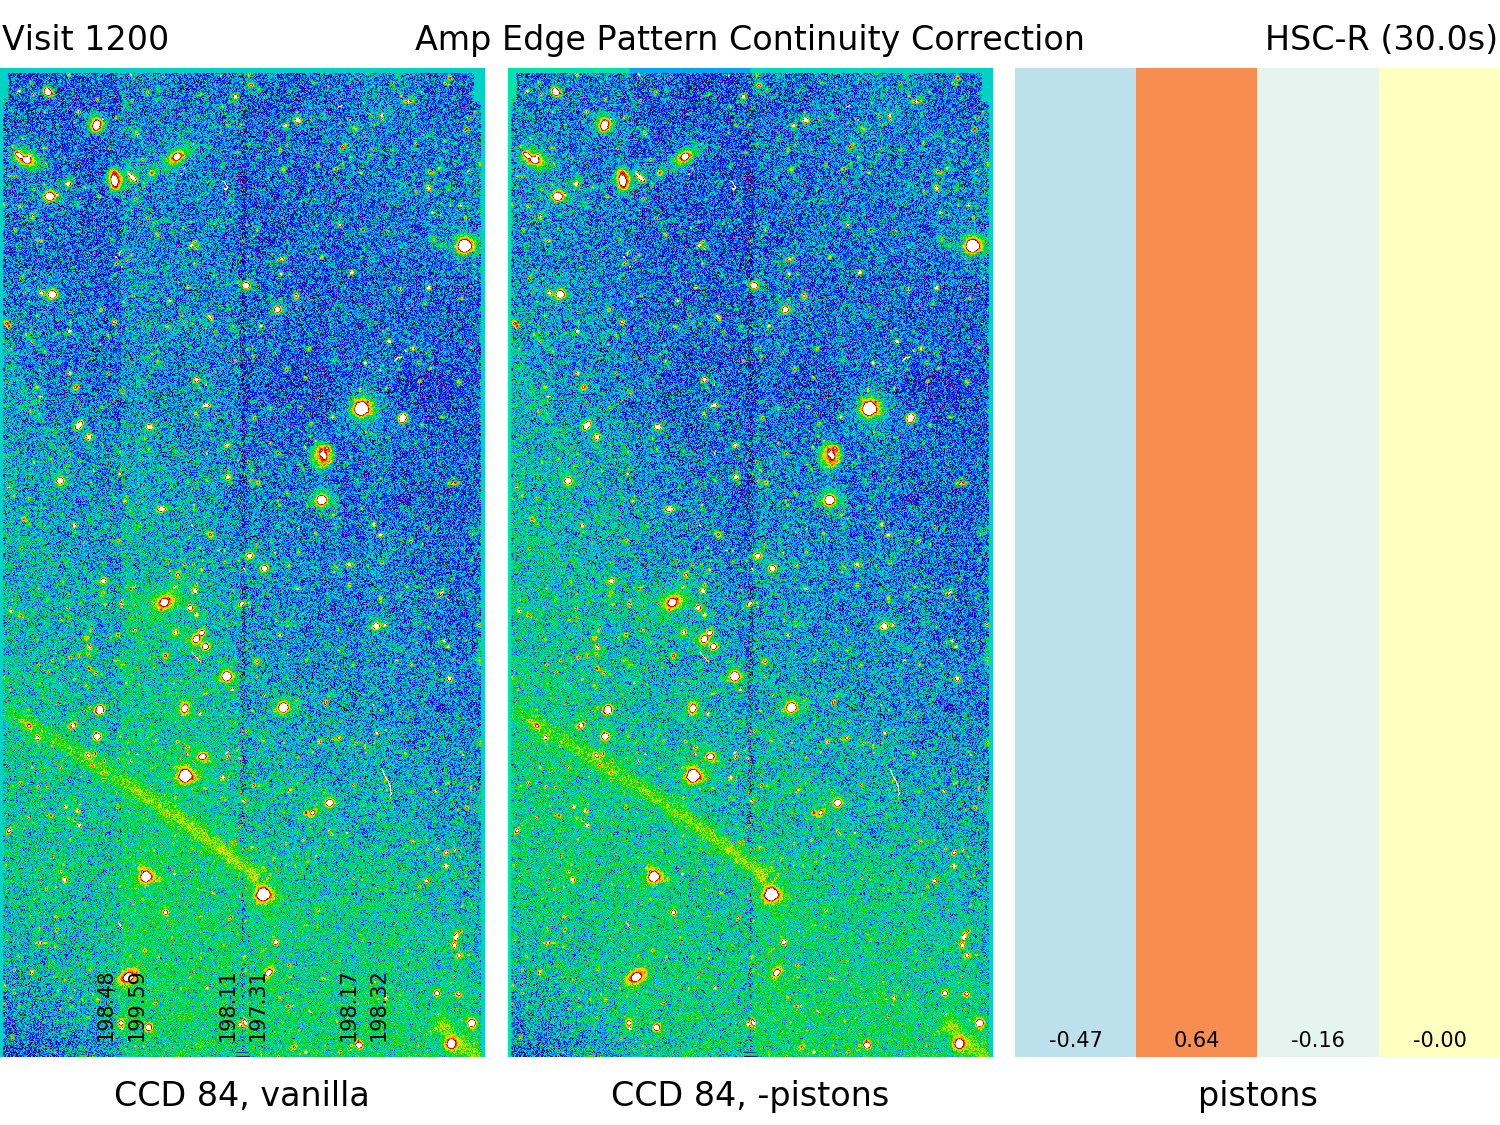 Visit 1200 Amp Edge Pattern Continuity Correction HSC-R (30.0s)
198.48
199.59
198.11
197.31
198.17
198.32
-0.47 0.64 -0.16 -0.00
CCD 84, vanilla CCD 84, -pistons pistons